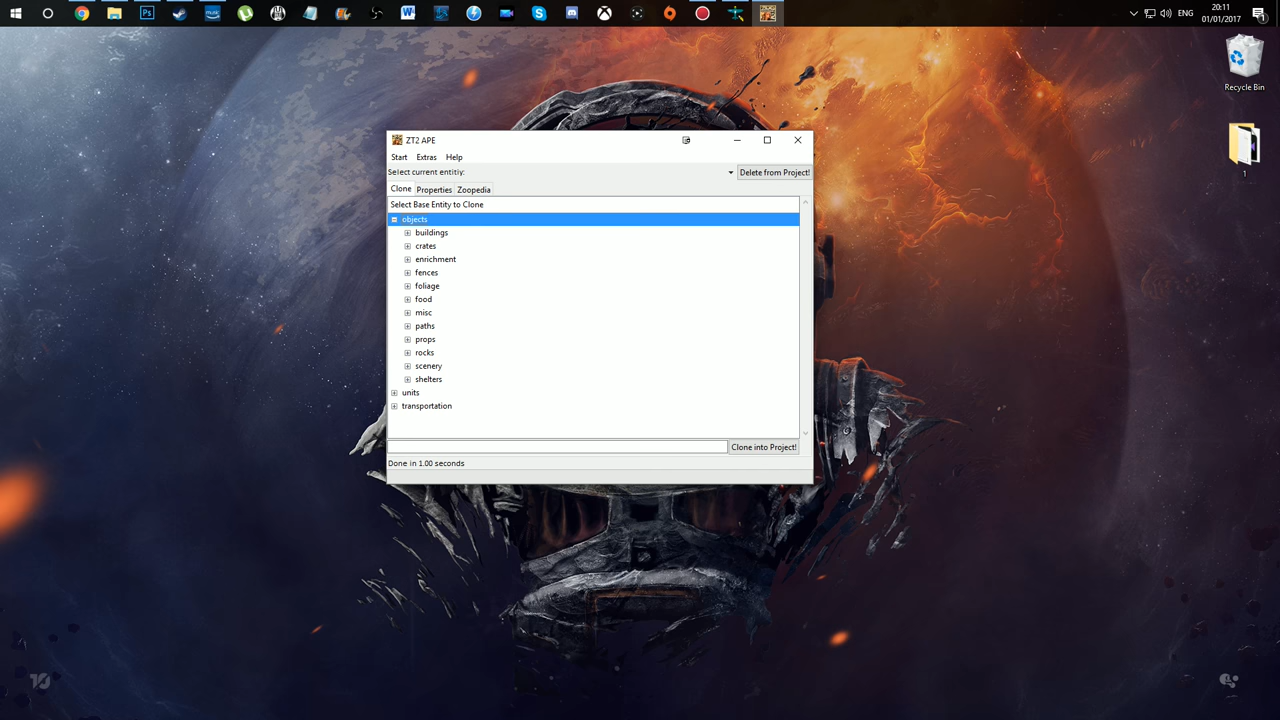 ENG
20:11
01/01/2017
1
Recycle Bin
1
ZT2 APE
Start Extras Help
Select current entitiy:
Delete from Project!
Clone Properties Zoopedia
Select Base Entity to Clone
objects
buildings
crates
enrichment
fences
foliage
food
misc
paths
props
rocks
scenery
shelters
units
transportation
Clone into Project!
Done in 1.00 seconds